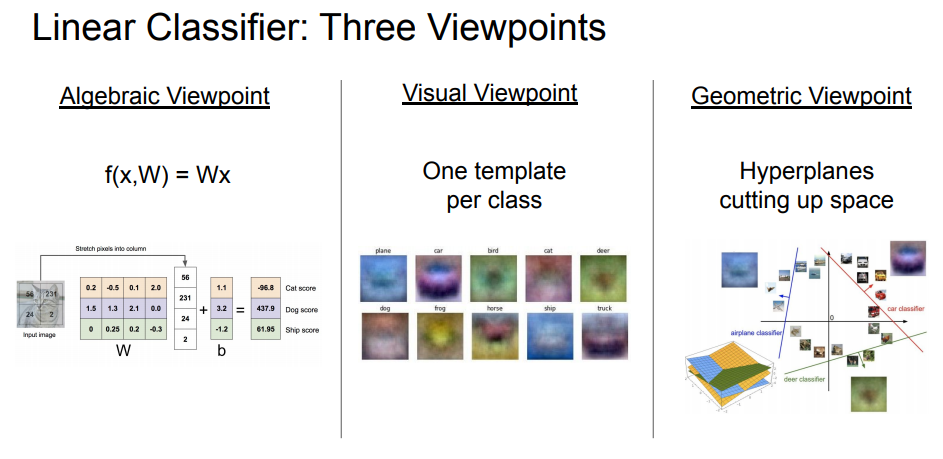 Linear Classifier: Three Viewpoints
Algebraic Viewpoint
f(x,W) = Wx
Stretch pixels into column
56 231
24 2
Input image
0.2 -0.5 0.1 2.0
1.5 1.3 2.1 0.0
0 0.25 0.2 -0.3
W
56
231
24
2
+
1.1
3.2
-1.2
b
=
-96.8 Cat score
437.9 Dog score
61.95 Ship score
Visual Viewpoint
One template
per class
plane car bird cat deer
dog frog horse ship truck
Geometric Viewpoint
Hyperplanes
cutting up space
0
car classifier
airplane classifier
deer classifier